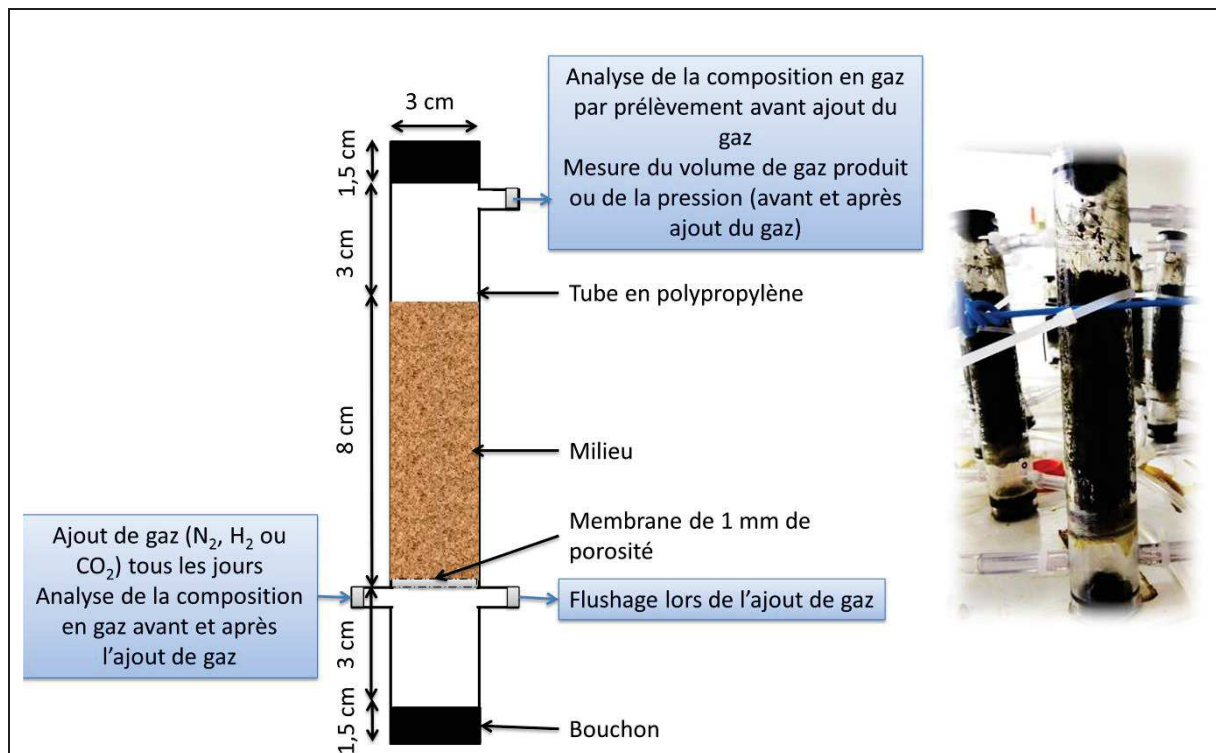 3 cm
1,5 cm
3 cm
8 cm
3 cm
1,5 cm
Analyse de la composition en gaz
par prélèvement avant ajout du
gaz
Mesure du volume de gaz produit
ou de la pression (avant et après
ajout du gaz)
Tube en polypropylène
Milieu
Membrane de 1 mm de
porosité
Ajout de gaz (N₂, H₂ ou
CO₂) tous les jours
Analyse de la composition
en gaz avant et après
l’ajout de gaz
Flushage lors de l’ajout de gaz
Bouchon